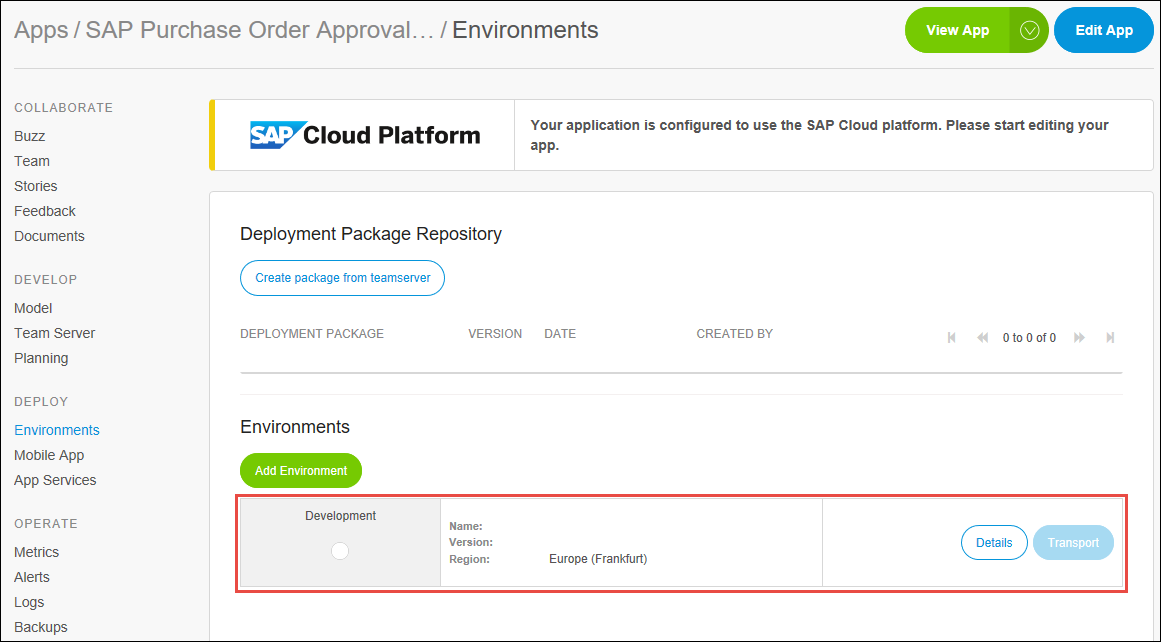 Apps / SAP Purchase Order Approval… / Environments
View App
Edit App
COLLABORATE
Buzz
Team
Stories
Feedback
Documents
DEVELOP
Model
Team Server
Planning
DEPLOY
Environments
Mobile App
App Services
OPERATE
Metrics
Alerts
Logs
Backups
SAP Cloud Platform
Your application is configured to use the SAP Cloud platform. Please start editing your
app.
Deployment Package Repository
Create package from teamserver
DEPLOYMENT PACKAGE VERSION DATE CREATED BY 0 to 0 of 0
Environments
Add Environment
Development
Name:
Version:
Region: Europe (Frankfurt)
Details
Transport